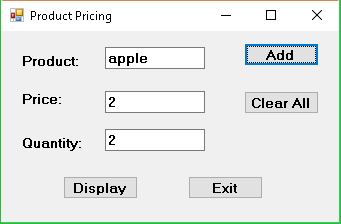 Product Pricing
Product: apple Add
Price: 2 Clear All
Quantity: 2
Display Exit